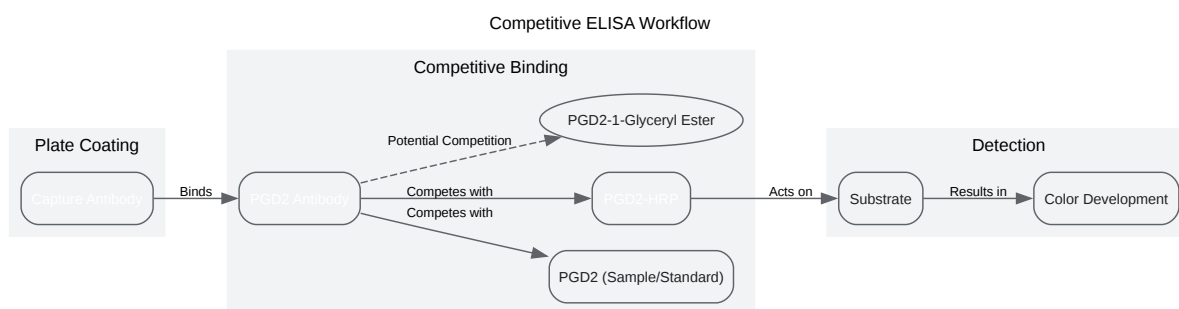 Competitive ELISA Workflow
Competitive Binding
PGD2-1-Glyceryl Ester
Potential Competition
Plate Coating
Detection
Capture Antibody
Binds
PGD2 Antibody
Competes with
PGD2-HRP
Acts on
Substrate
Results in
Color Development
Competes with
PGD2 (Sample/Standard)